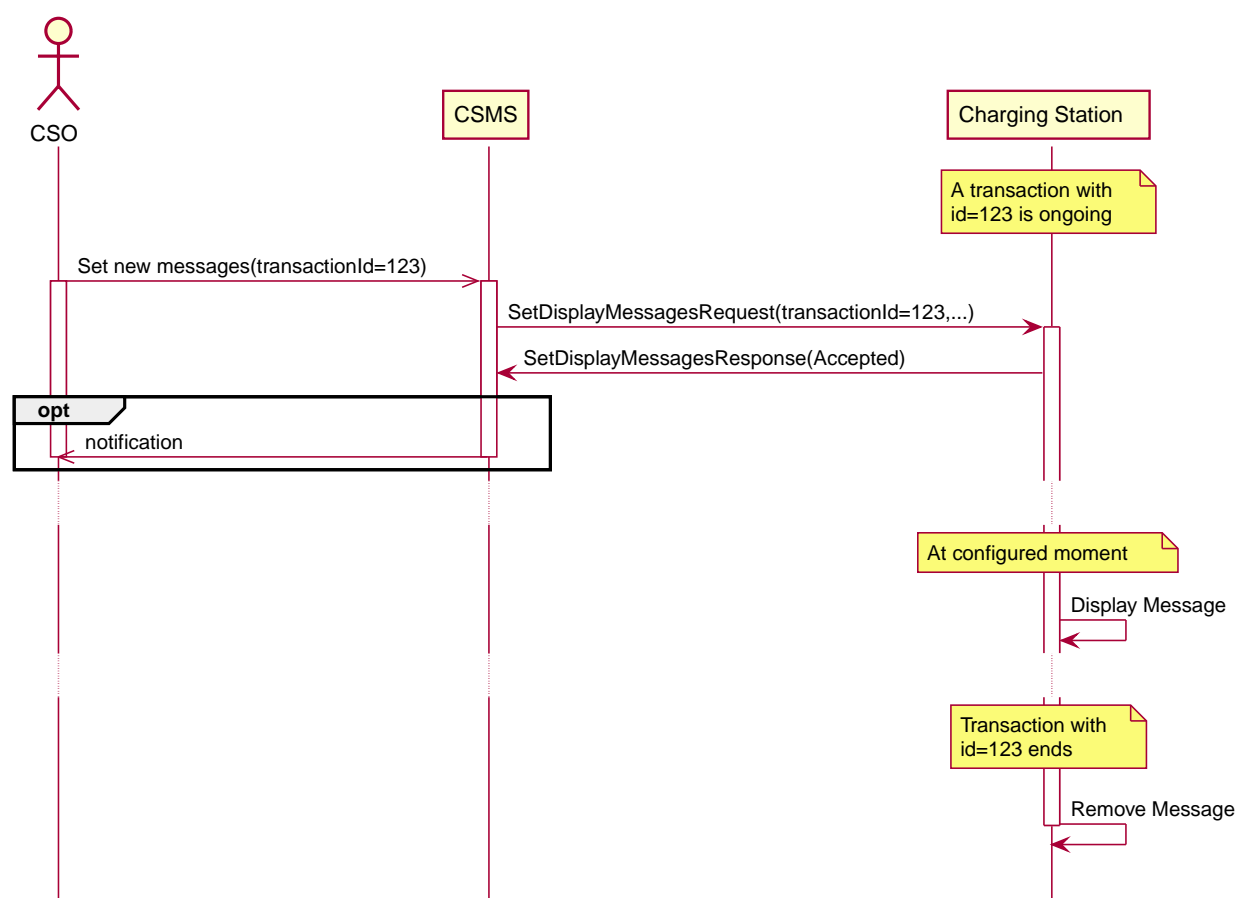 CSO
CSMS
Charging Station
A transaction with
id=123 is ongoing
Set new messages(transactionId=123)
SetDisplayMessagesRequest(transactionId=123,...)
SetDisplayMessagesResponse(Accepted)
opt
notification
At configured moment
Display Message
Transaction with
id=123 ends
Remove Message